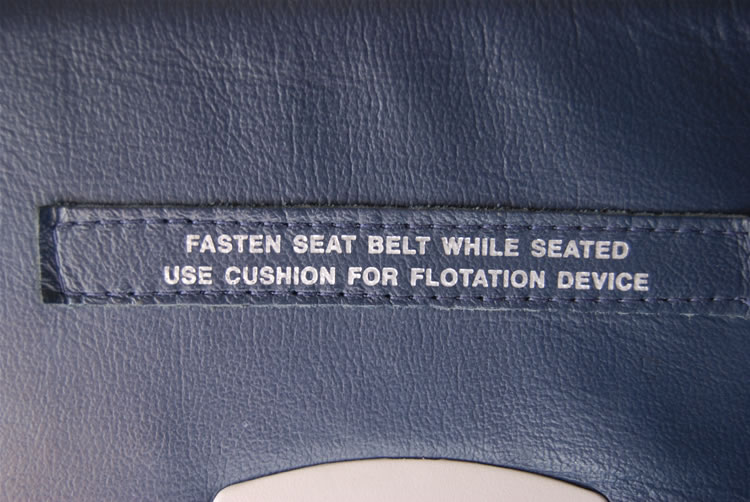 FASTEN SEAT BELT WHILE SEATED
USE CUSHION FOR FLOTATION DEVICE